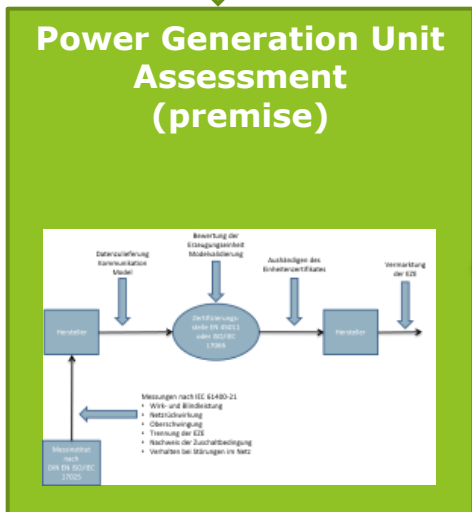 Power Generation Unit
Assessment
(premise)
Bewertung der
Erzeugungseinheit
Modelvalidierung
Datenzulieferung
Kommunikation
Model
Aushändigen des
Einheitenzertifikates
Vermarktung
der EZE
Hersteller
Zertifizierungs-
stelle EN 45011
oder ISO/IEC
17065
Hersteller
Messungen nach IEC 61400-21
• Wirk- und Blindleistung
• Netzrückwirkung
• Oberschwingung
• Trennung der EZE
• Nachweis der Zuschaltbedingung
• Verhalten bei Störungen im Netz
Messinstitut
nach
DIN EN ISO/IEC
17025